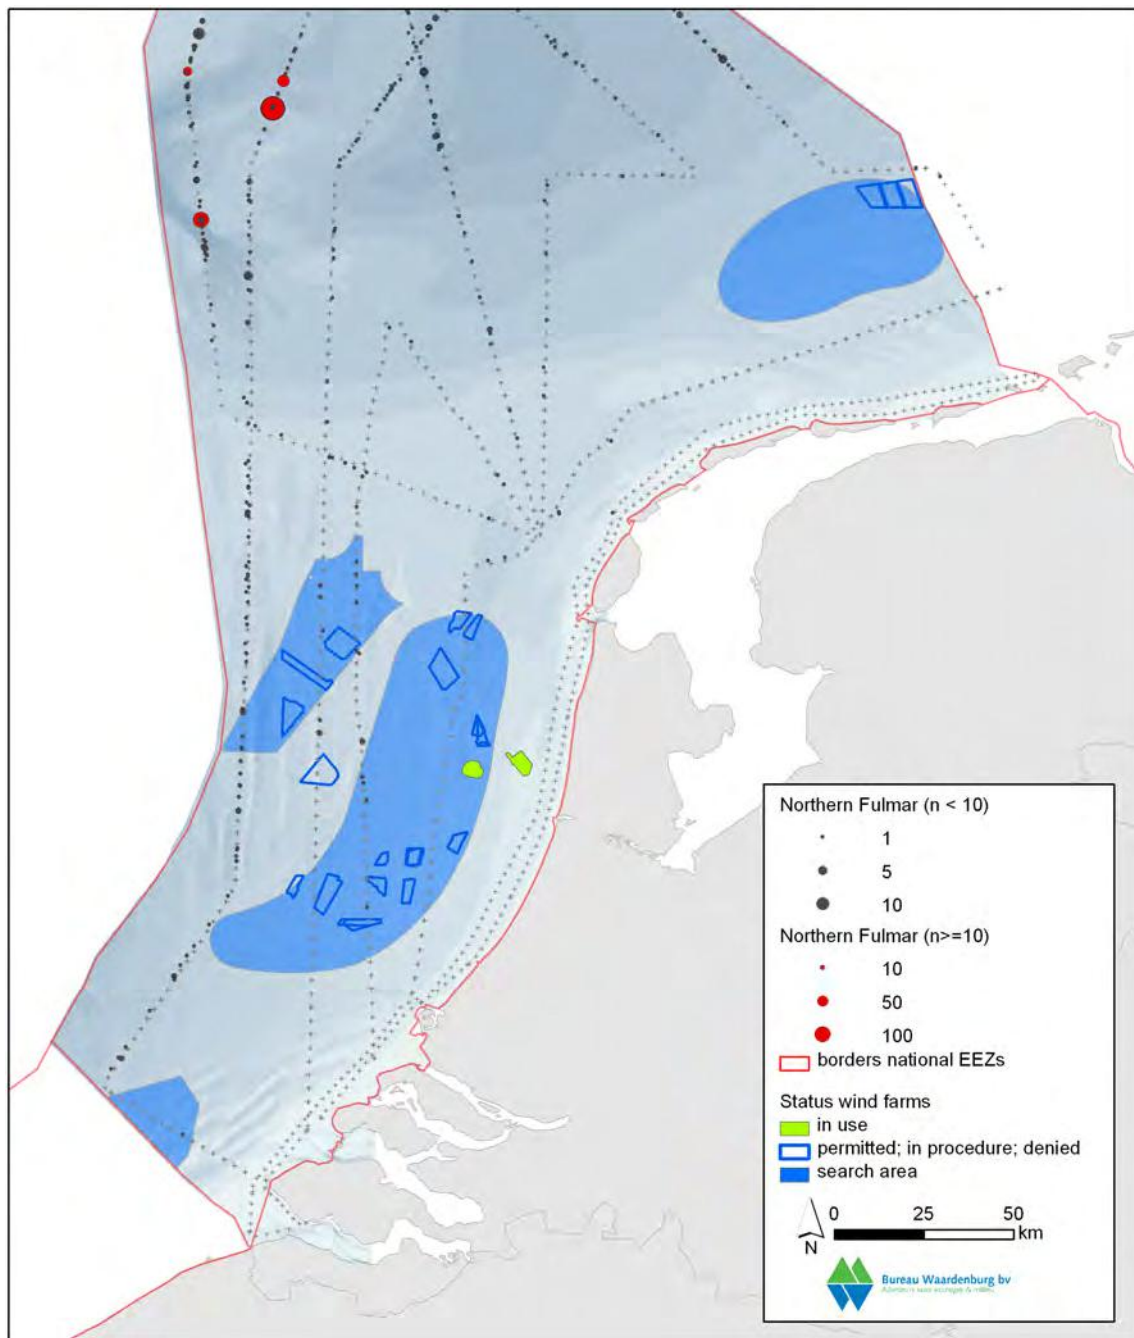 Northern Fulmar (n < 10)
1
5
10
Northern Fulmar (n>=10)
10
50
100
borders national EEZs
Status wind farms
in use
permitted; in procedure; denied
search area
0 25 50
km
N
Bureau Waardenburg bv